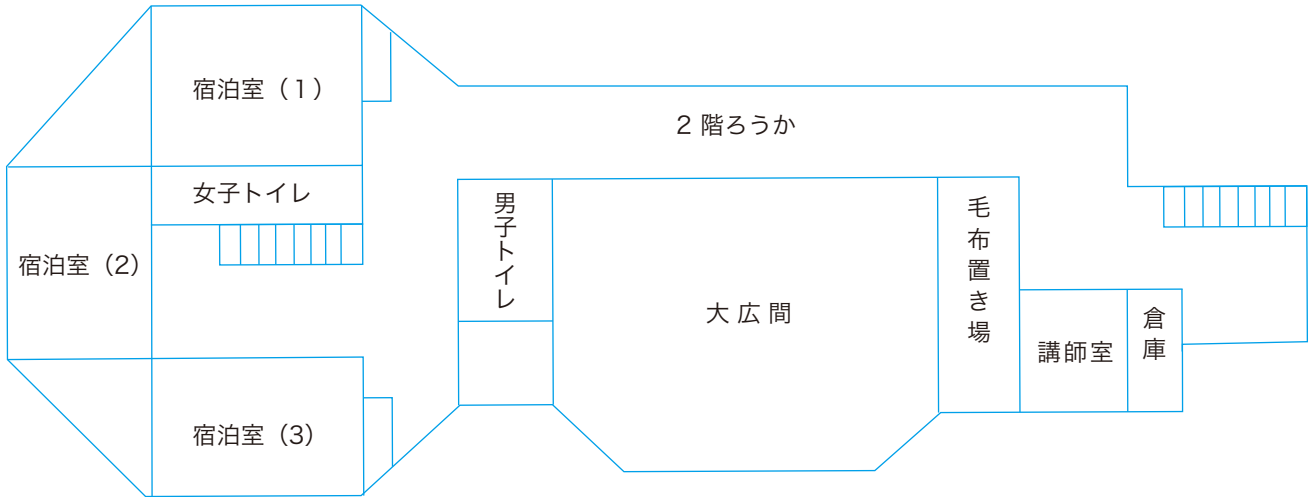 宿泊室（1）
2 階ろうか
女子トイレ
男子トイレ
毛布置き場
宿泊室（2）
大 広 間
倉庫
講師室
宿泊室（3）